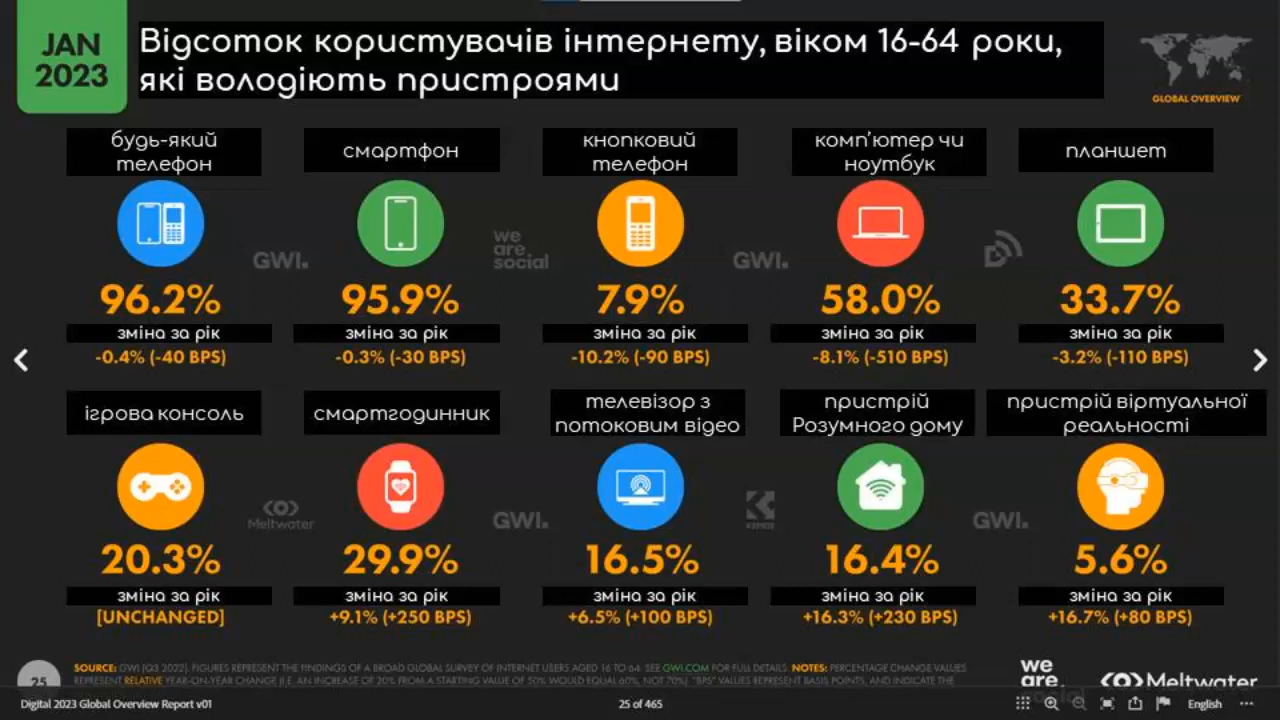 JAN
2023
Відсоток користувачів інтернету, віком 16-64 роки,
які володіють пристроями
GLOBAL OVERVIEW
будь-який
телефон
смартфон
кнопковий
телефон
комп'ютер чи
ноутбук
планшет
GWI.
we
are
social
GWI.
96.2%
95.9%
7.9%
58.0%
33.7%
зміна за рік
зміна за рік
зміна за рік
зміна за рік
зміна за рік
-0.4% (-40 BPS)
-0.3% (-30 BPS)
-10.2% (-90 BPS)
-8.1% (-510 BPS)
-3.2% (-110 BPS)
ігрова консоль
смартгодинник
телевізор з
потоковим відео
пристрій
Розумного дому
пристрій віртуальної
реальності
Meltwater
GWI.
KEPIOS
GWI.
20.3%
29.9%
16.5%
16.4%
5.6%
зміна за рік
зміна за рік
зміна за рік
зміна за рік
зміна за рік
[UNCHANGED]
+9.1% (+250 BPS)
+6.5% (+100 BPS)
+16.3% (+230 BPS)
+16.7% (+80 BPS)
25
SOURCE: GWI (Q3 2022). FIGURES REPRESENT THE FINDINGS OF A BROAD GLOBAL SURVEY OF INTERNET USERS AGED 16 TO 64. SEE GWI.COM FOR FULL DETAILS. NOTES: PERCENTAGE CHANGE VALUES
REPRESENT RELATIVE YEAR-ON-YEAR CHANGE (I.E. AN INCREASE OF 20% FROM A STARTING VALUE OF 50% WOULD EQUAL 60%, NOT 70%). "BPS" VALUES REPRESENT BASIS POINTS, AND INDICATE THE
we
are
social
Meltwater
Digital 2023 Global Overview Report v01
25 of 465
English